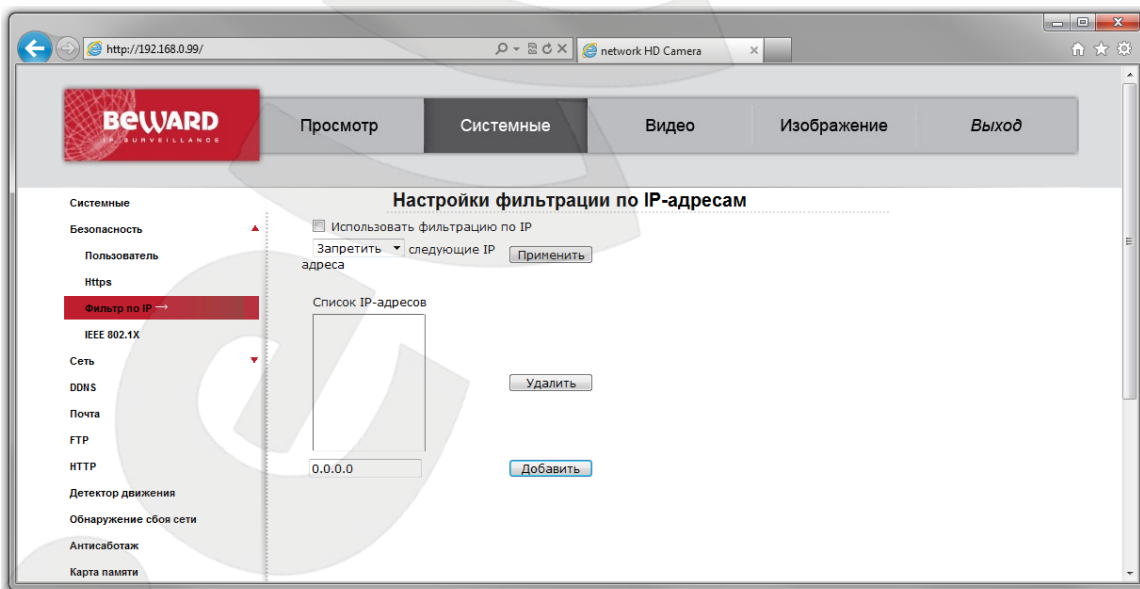 http://192.168.0.99/
network HD Camera
BEWARD
IP SURVEILLANCE
Просмотр
Системные
Видео
Изображение
Выход
Системные
Безопасность
Пользователь
Https
Фильтр по IP →
IEEE 802.1X
Сеть
DDNS
Почта
FTP
HTTP
Детектор движения
Обнаружение сбоя сети
Антисаботаж
Карта памяти
Настройки фильтрации по IP-адресам
Использовать фильтрацию по IP
Запретить следующие IP
адреса
Применить
Список IP-адресов
Удалить
0.0.0.0
Добавить